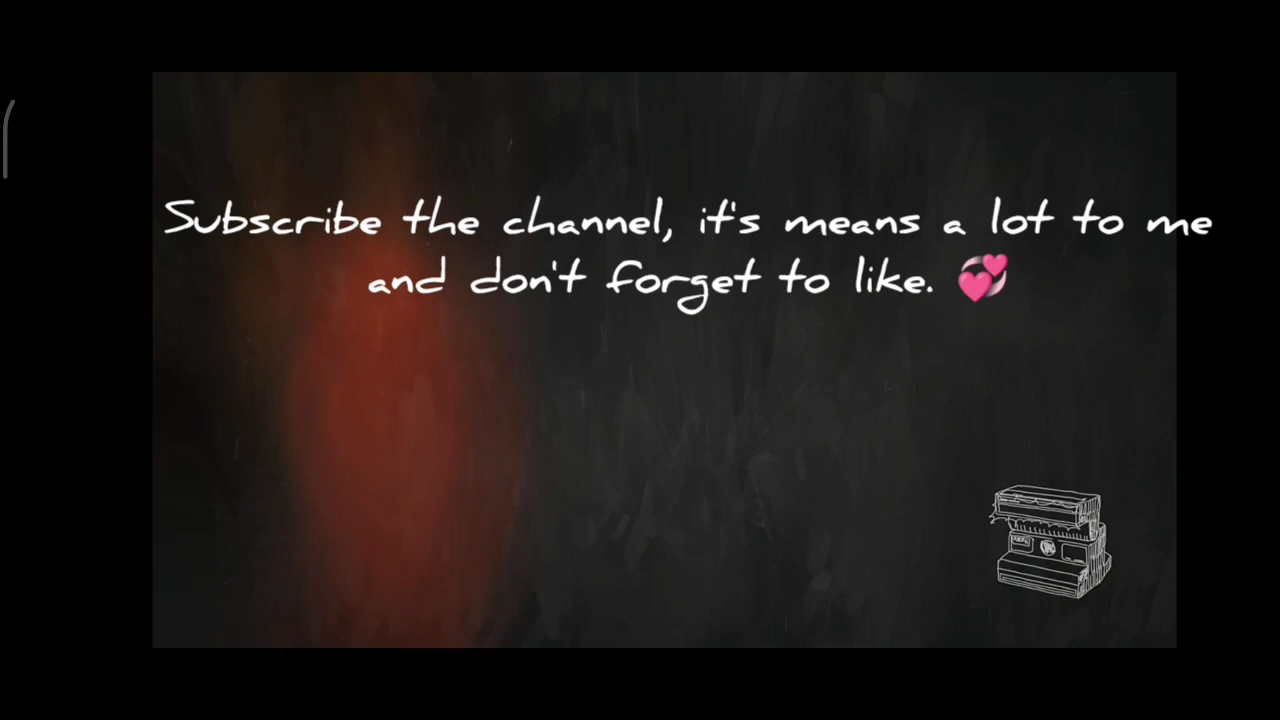 Subscribe the channel, it's means a lot to me
and don't forget to like. 💞